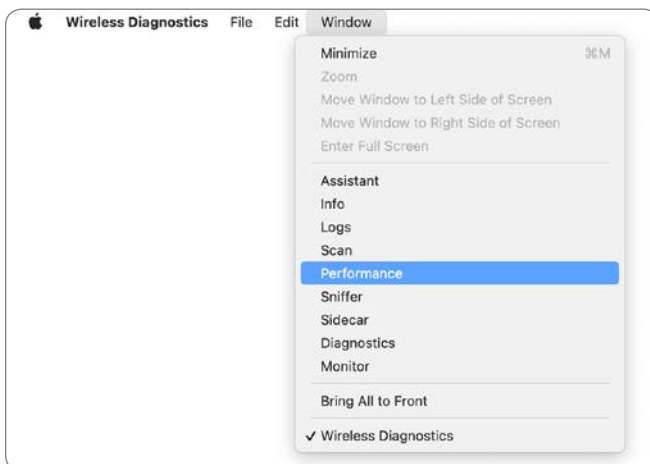 Wireless Diagnostics File Edit Window
Minimize ⌘M
Zoom
Move Window to Left Side of Screen
Move Window to Right Side of Screen
Enter Full Screen
Assistant
Info
Logs
Scan
Performance
Sniffer
Sidecar
Diagnostics
Monitor
Bring All to Front
✓ Wireless Diagnostics